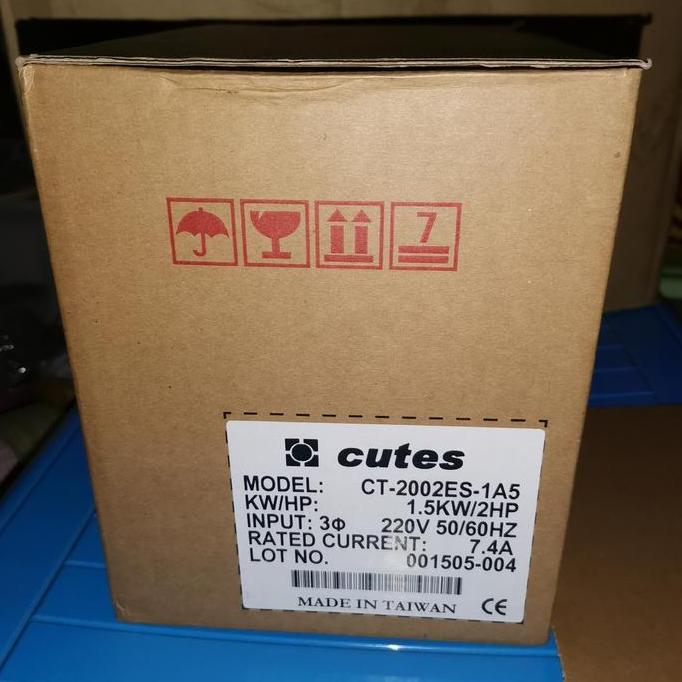 7
cutes
MODEL: CT-2002ES-1A5
KW/HP: 1.5KW/2HP
INPUT: 3Φ 220V 50/60HZ
RATED CURRENT: 7.4A
LOT NO. 001505-004
MADE IN TAIWAN CE